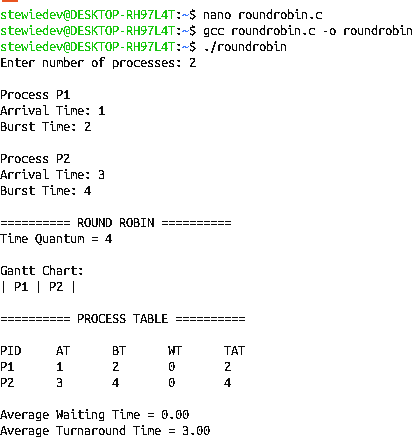 stewiedev@DESKTOP-RH97L4T:~$ nano roundrobin.c
stewiedev@DESKTOP-RH97L4T:~$ gcc roundrobin.c -o roundrobin
stewiedev@DESKTOP-RH97L4T:~$ ./roundrobin
Enter number of processes: 2
Process P1
Arrival Time: 1
Burst Time: 2
Process P2
Arrival Time: 3
Burst Time: 4
========== ROUND ROBIN ==========
Time Quantum = 4
Gantt Chart:
| P1 | P2 |
========== PROCESS TABLE ==========
PID AT BT WT TAT
P1 1 2 0 2
P2 3 4 0 4
Average Waiting Time = 0.00
Average Turnaround Time = 3.00